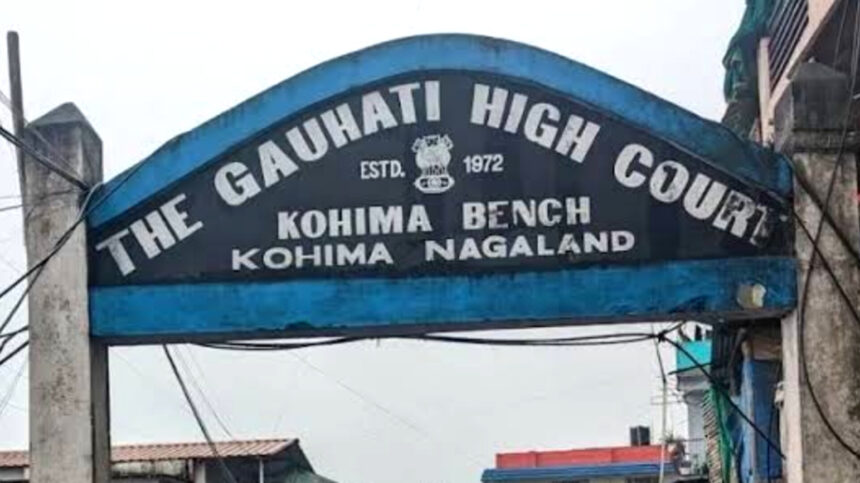 THE GAUHATI HIGH COURT
ESTD. 1972
KOHIMA BENCH
KOHIMA NAGALAND